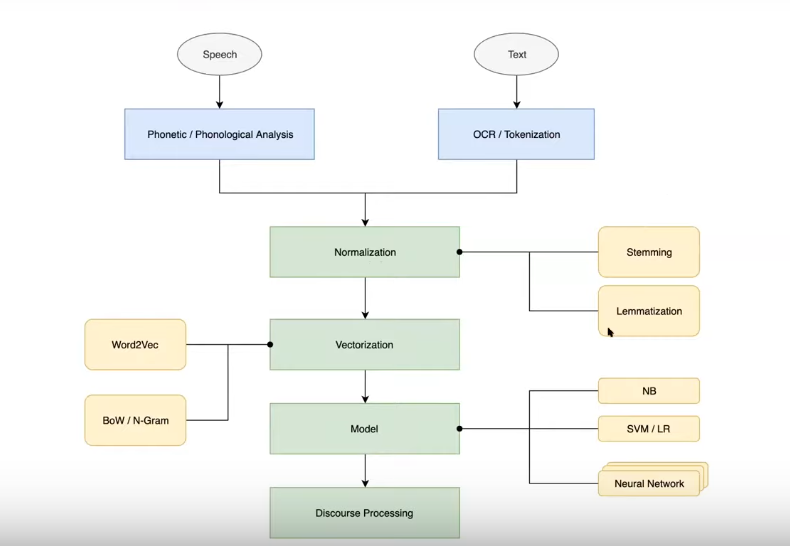 Speech
Text
Phonetic / Phonological Analysis
OCR / Tokenization
Normalization
Stemming
Lemmatization
Word2Vec
Vectorization
BoW / N-Gram
NB
Model
SVM / LR
Neural Network
Discourse Processing